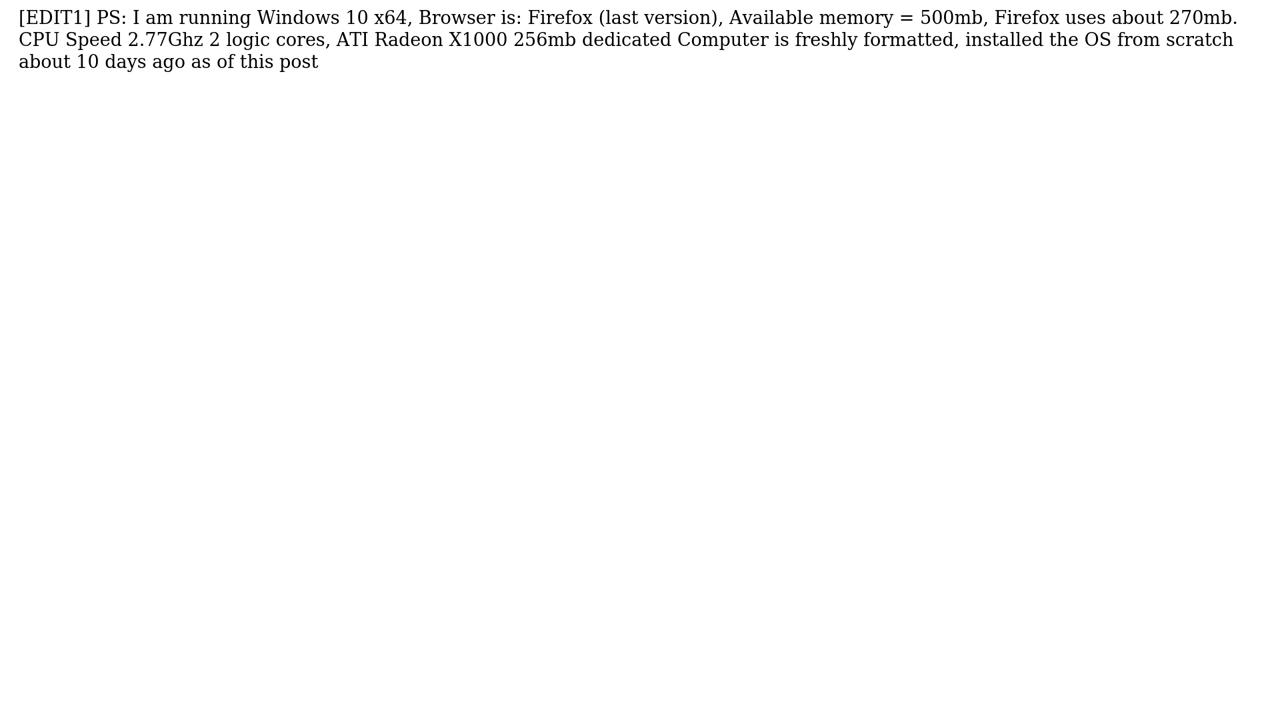 [EDIT1] PS: I am running Windows 10 x64, Browser is: Firefox (last version), Available memory = 500mb, Firefox uses about 270mb.
CPU Speed 2.77Ghz 2 logic cores, ATI Radeon X1000 256mb dedicated Computer is freshly formatted, installed the OS from scratch
about 10 days ago as of this post